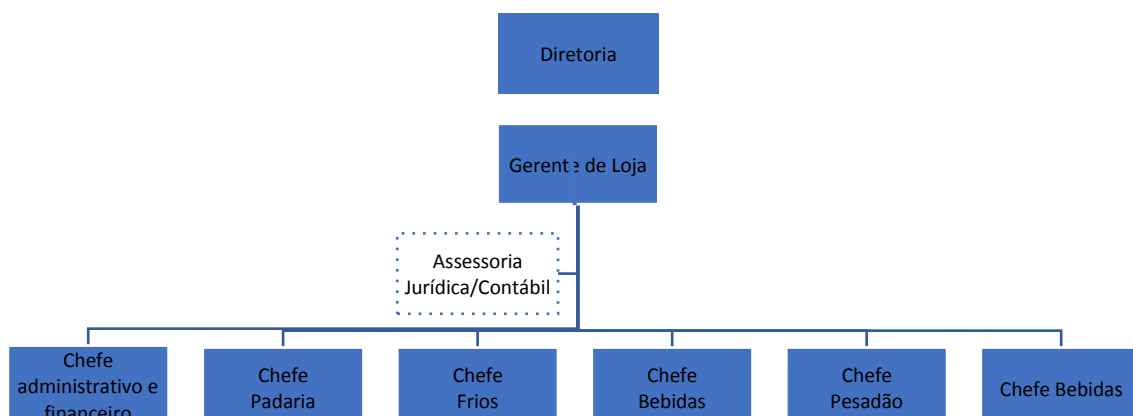 Diretoria
Gerente de Loja
Assessoria
Jurídica/Contábil
Chefe
administrativo e
financeiro
Chefe
Padaria
Chefe
Frios
Chefe
Bebidas
Chefe
Pesadão
Chefe Bebidas